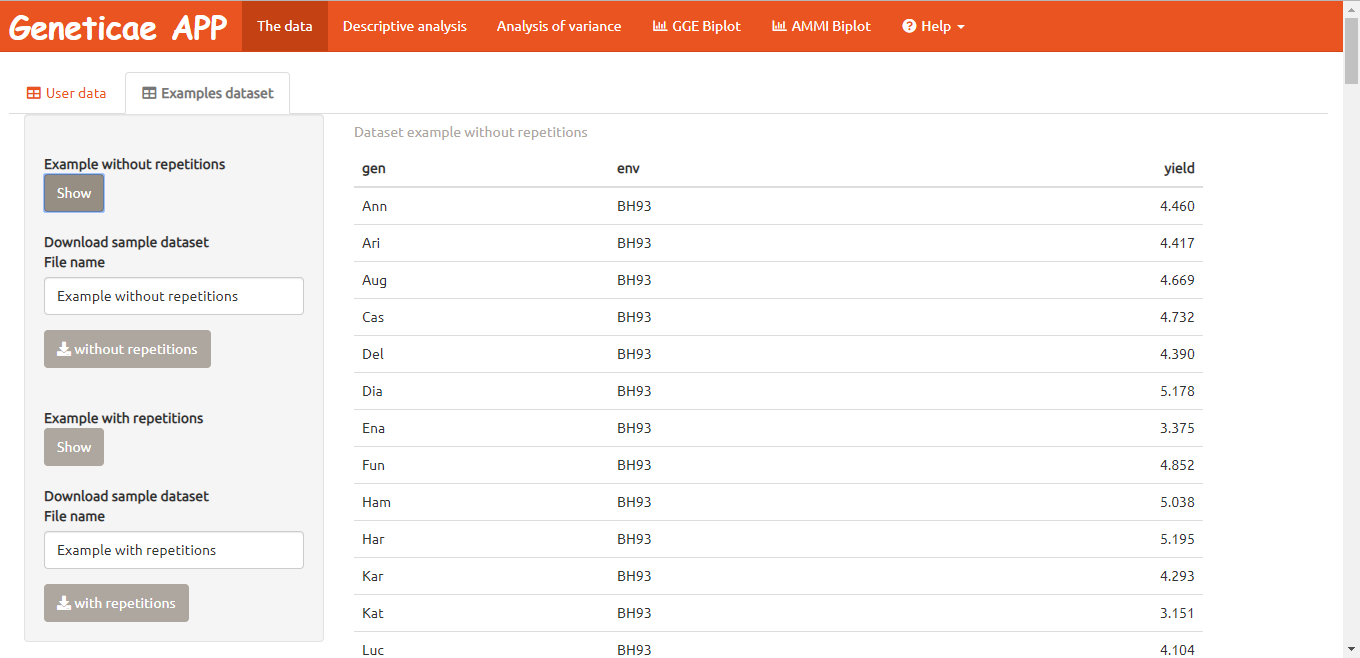 Geneticae APP The data Descriptive analysis Analysis of variance GGE Biplot AMMI Biplot Help
User data Examples dataset
Example without repetitions
Show
Download sample dataset
File name
Example without repetitions
without repetitions
Example with repetitions
Show
Download sample dataset
File name
Example with repetitions
with repetitions
Dataset example without repetitions
gen env yield
Ann BH93 4.460
Ari BH93 4.417
Aug BH93 4.669
Cas BH93 4.732
Del BH93 4.390
Dia BH93 5.178
Ena BH93 3.375
Fun BH93 4.852
Ham BH93 5.038
Har BH93 5.195
Kar BH93 4.293
Kat BH93 3.151
Luc BH93 4.104